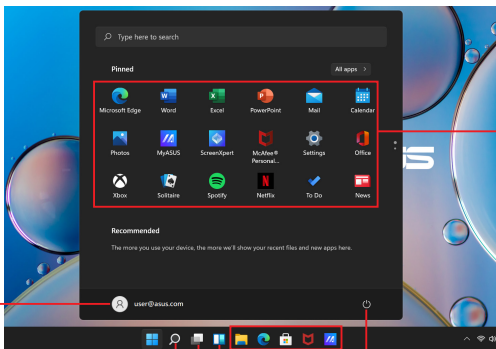 Type here to search
Pinned
All apps >
Microsoft Edge Word Excel PowerPoint Mail Calendar
Photos MyASUS ScreenXpert McAfee® Personal... Settings Office
Xbox Solitaire Spotify Netflix To Do News
Recommended
The more you use your device, the more we'll show your recent files and new apps here.
user@asus.com